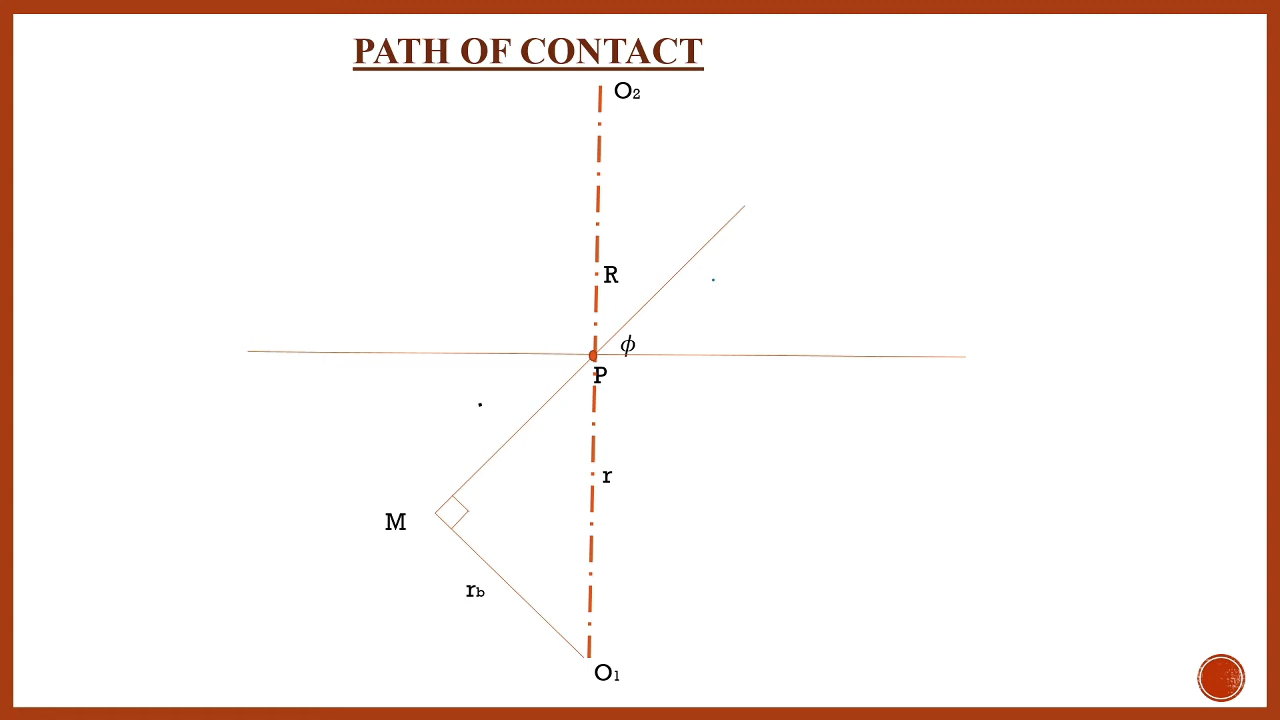 PATH OF CONTACT
O₂
R
ϕ
P
r
M
r_b
O₁